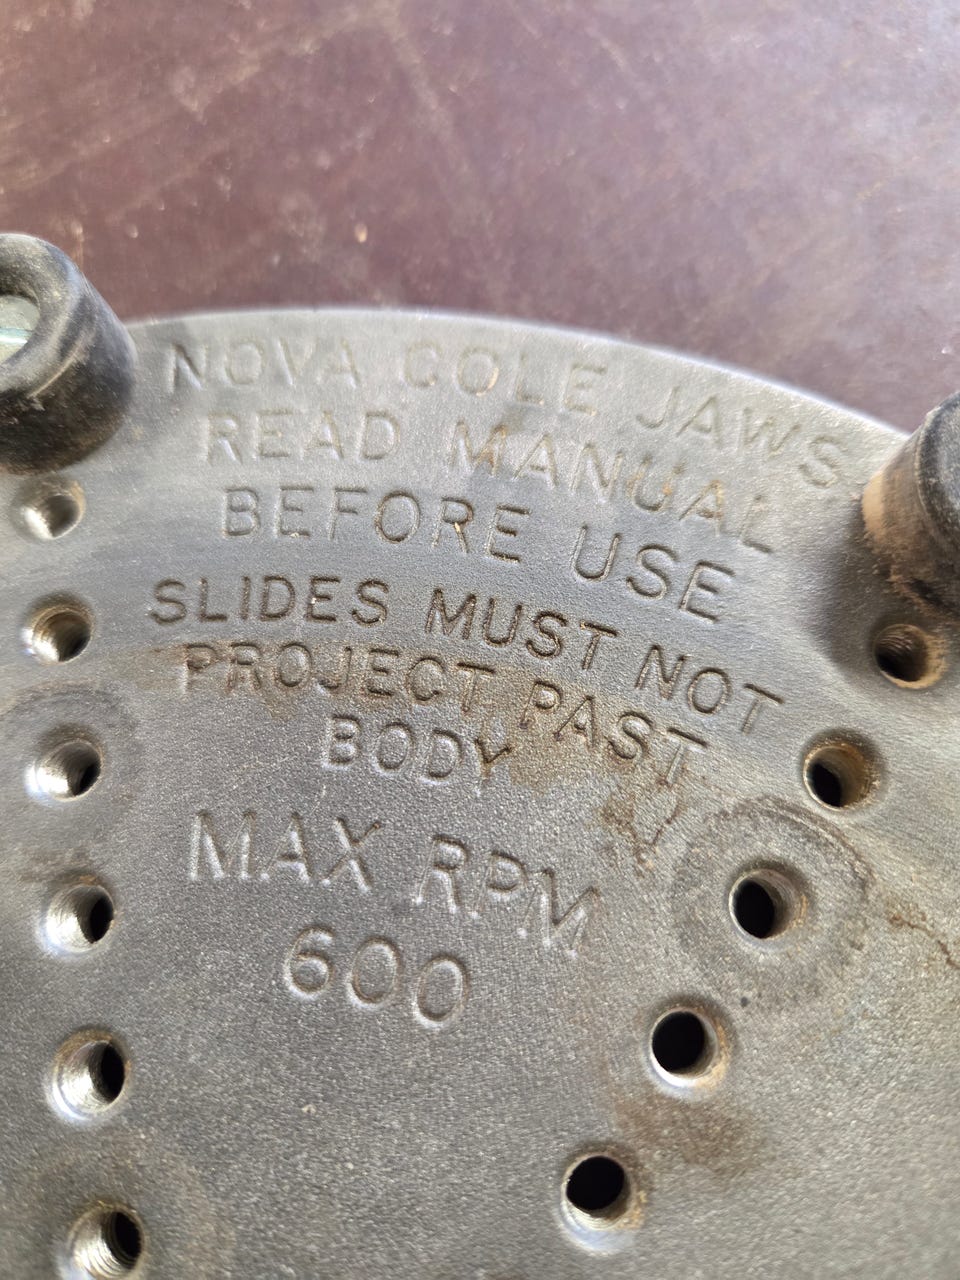 NOVA COLE JAWS
READ MANUAL
BEFORE USE
SLIDES MUST NOT
PROJECT PAST
BODY
MAX RPM
600